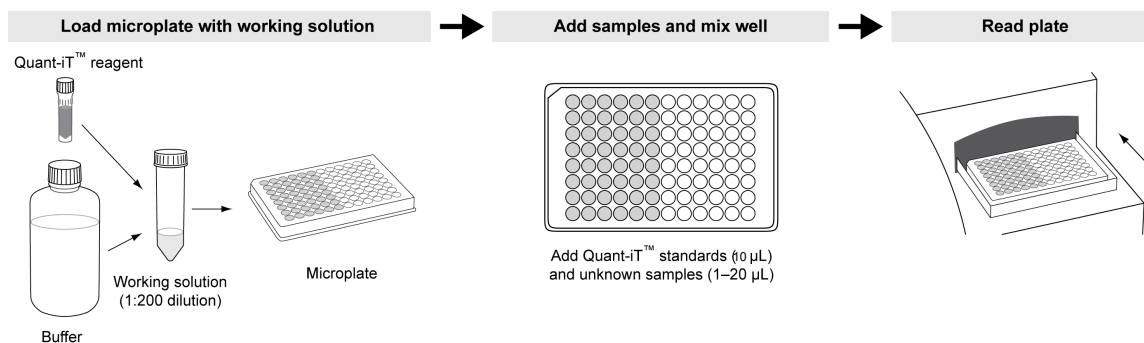 Load microplate with working solution
Add samples and mix well
Read plate
Quant-iT™ reagent
Working solution
(1:200 dilution)
Buffer
Microplate
Add Quant-iT™ standards (10 µL)
and unknown samples (1–20 µL)